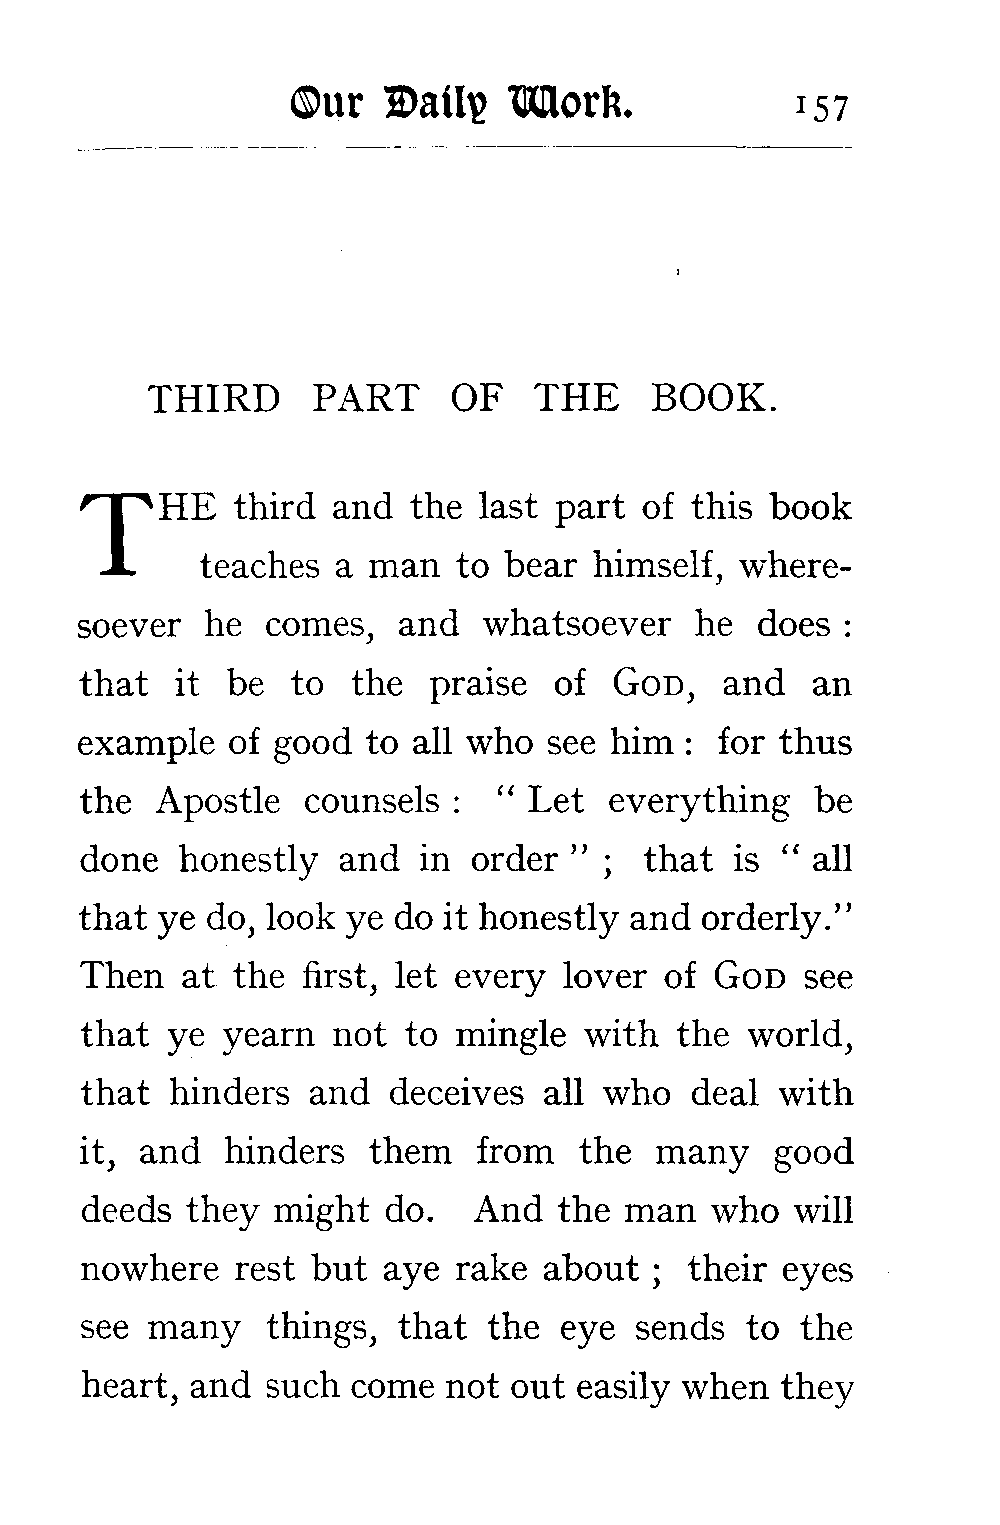 Our Daily Work. 157
THIRD PART OF THE BOOK.
THE third and the last part of this book
teaches a man to bear himself, where-
soever he comes, and whatsoever he does :
that it be to the praise of GOD, and an
example of good to all who see him : for thus
the Apostle counsels : “ Let everything be
done honestly and in order ” ; that is “ all
that ye do, look ye do it honestly and orderly.”
Then at the first, let every lover of GOD see
that ye yearn not to mingle with the world,
that hinders and deceives all who deal with
it, and hinders them from the many good
deeds they might do. And the man who will
nowhere rest but aye rake about ; their eyes
see many things, that the eye sends to the
heart, and such come not out easily when they